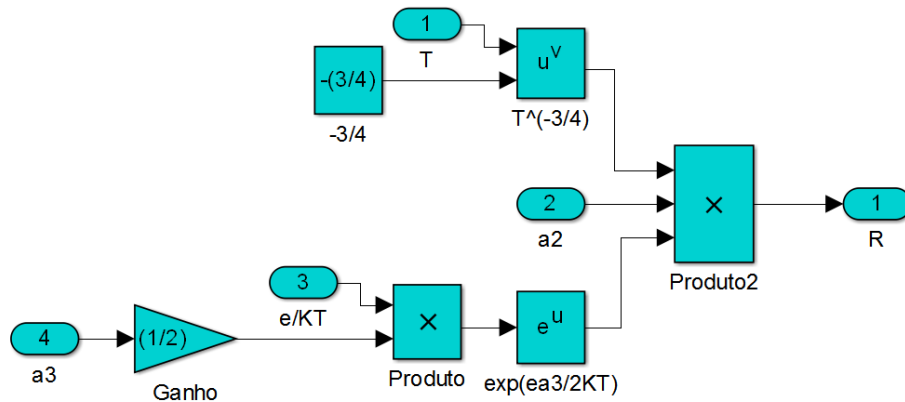 1
T
-(3/4)
-3/4
u^v
T^(-3/4)
2
a2
×
Produto2
1
R
3
e/KT
4
a3
(1/2)
Ganho
×
Produto
e^u
exp(ea3/2KT)